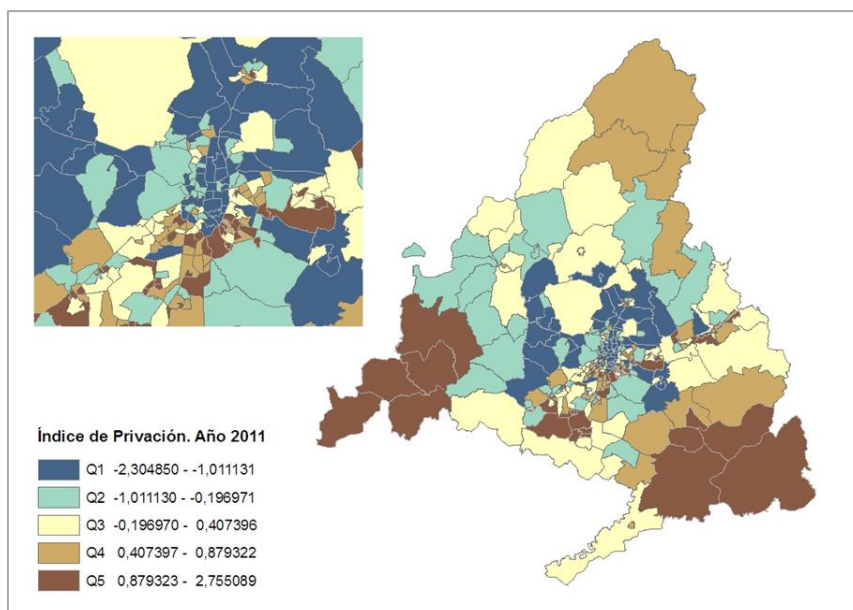 Índice de Privación. Año 2011
Q1 -2,304850 - -1,011131
Q2 -1,011130 - -0,196971
Q3 -0,196970 - 0,407396
Q4 0,407397 - 0,879322
Q5 0,879323 - 2,755089